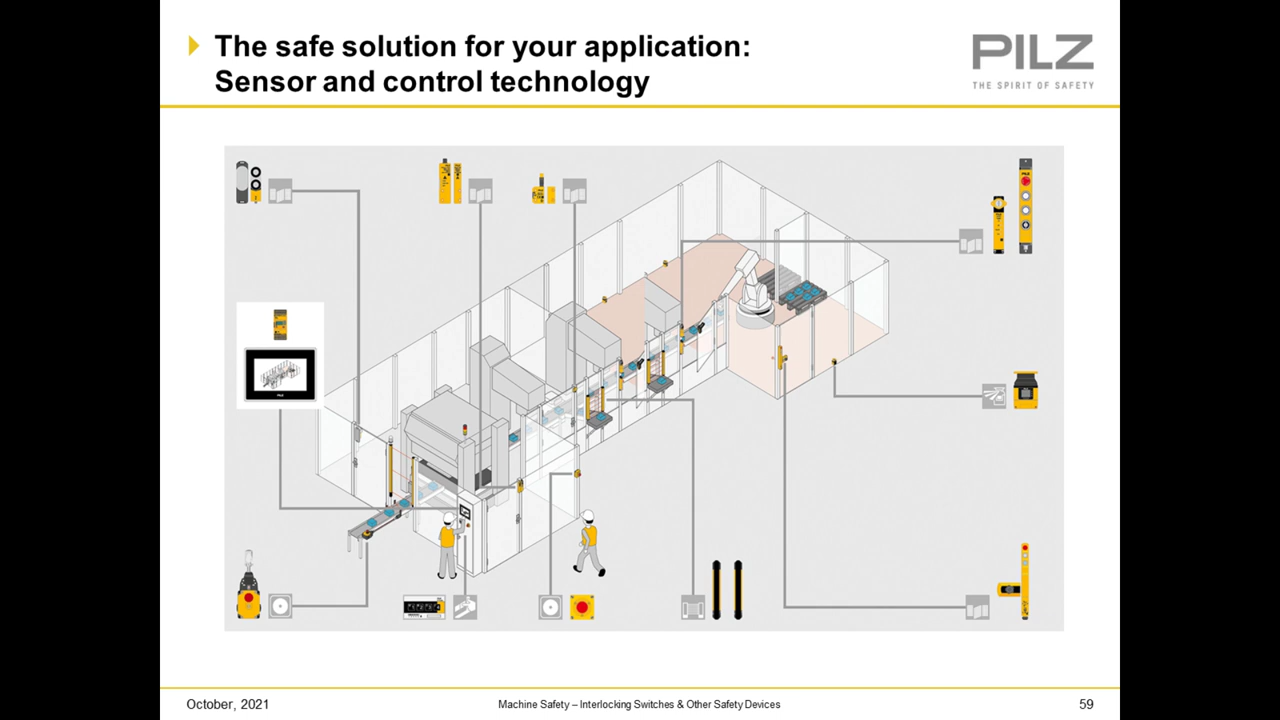 The safe solution for your application:
Sensor and control technology
PILZ
THE SPIRIT OF SAFETY
October, 2021
Machine Safety – Interlocking Switches & Other Safety Devices
59